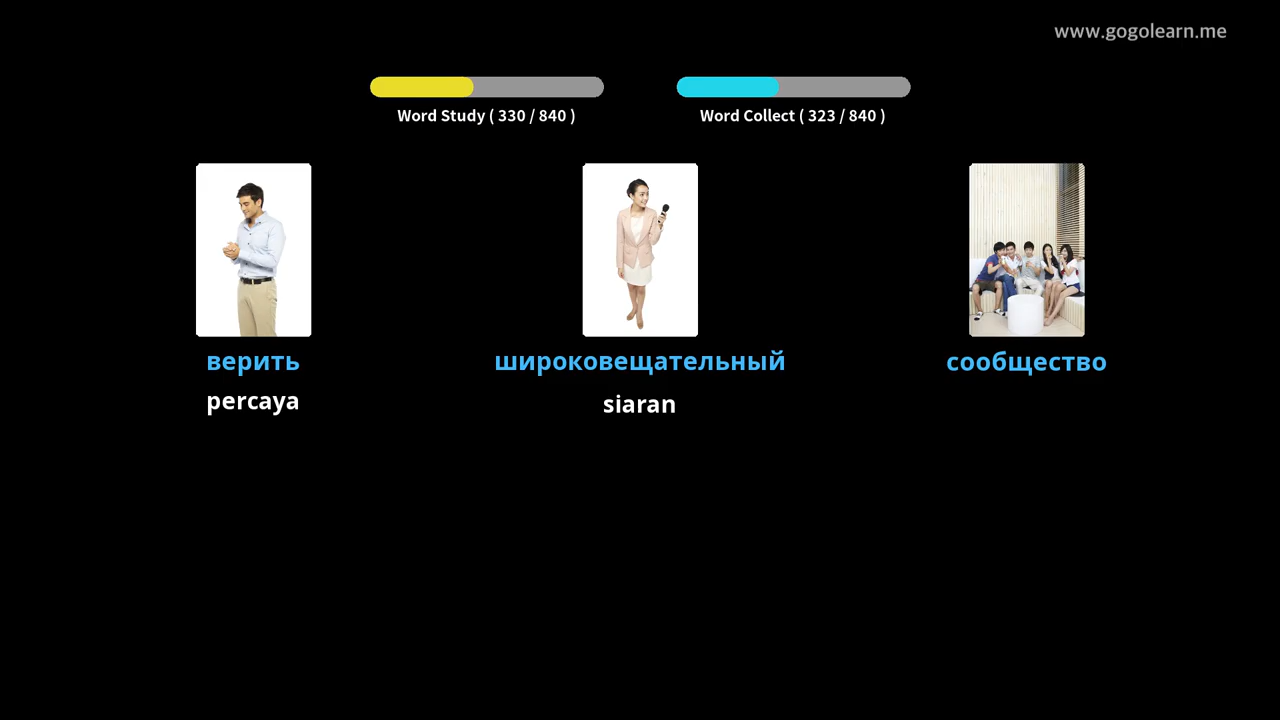 www.gogolearn.me
Word Study ( 330 / 840 )
Word Collect ( 323 / 840 )
верить
широковещательный
сообщество
percaya
siaran